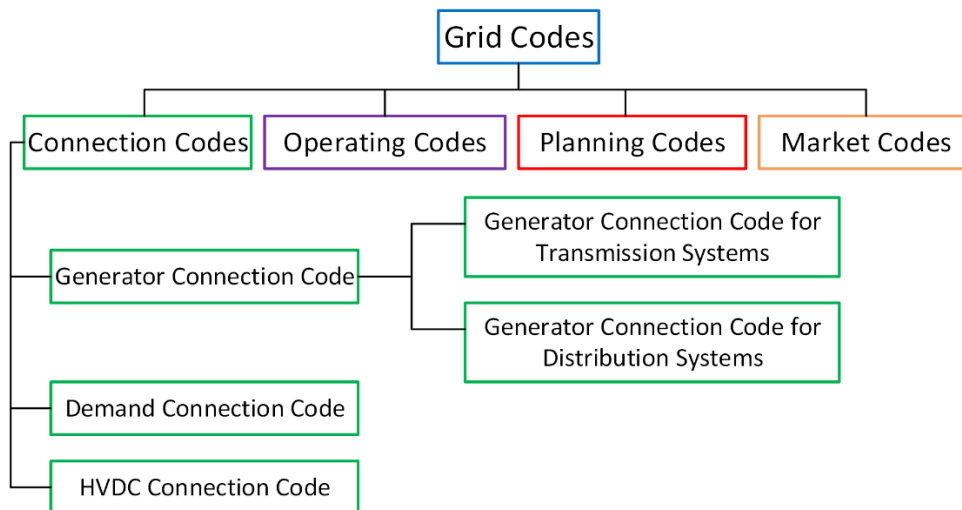 Grid Codes
Connection Codes
Operating Codes
Planning Codes
Market Codes
Generator Connection Code
Generator Connection Code for
Transmission Systems
Generator Connection Code for
Distribution Systems
Demand Connection Code
HVDC Connection Code